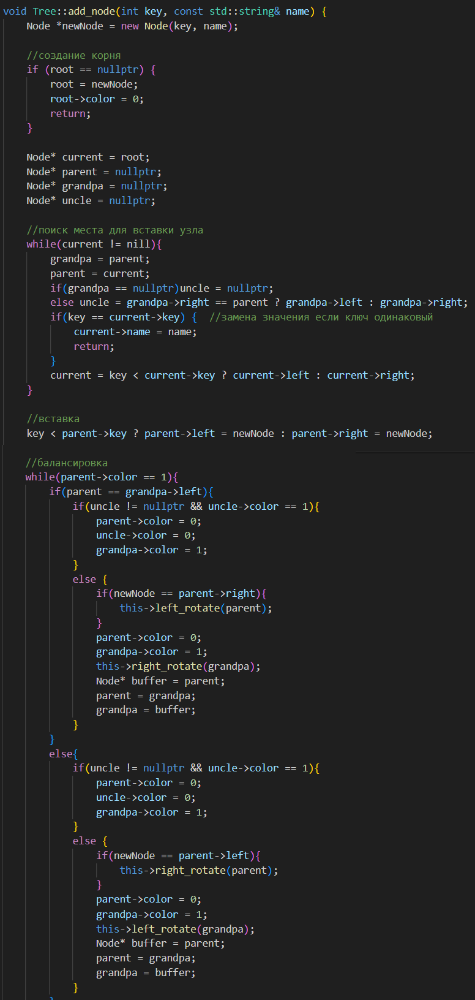 void Tree::add_node(int key, const std::string& name) {
    Node *newNode = new Node(key, name);

    //создание корня
    if (root == nullptr) {
        root = newNode;
        root->color = 0;
        return;
    }

    Node* current = root;
    Node* parent = nullptr;
    Node* grandpa = nullptr;
    Node* uncle = nullptr;

    //поиск места для вставки узла
    while(current != nill){
        grandpa = parent;
        parent = current;
        if(grandpa == nullptr)uncle = nullptr;
        else uncle = grandpa->right == parent ? grandpa->left : grandpa->right;
        if(key == current->key) {  //замена значения если ключ одинаковый
            current->name = name;
            return;
        }
        current = key < current->key ? current->left : current->right;
    }

    //вставка
    key < parent->key ? parent->left = newNode : parent->right = newNode;

    //балансировка
    while(parent->color == 1){
        if(parent == grandpa->left){
            if(uncle != nullptr && uncle->color == 1){
                parent->color = 0;
                uncle->color = 0;
                grandpa->color = 1;
            }
            else {
                if(newNode == parent->right){
                    this->left_rotate(parent);
                }
                parent->color = 0;
                grandpa->color = 1;
                this->right_rotate(grandpa);
                Node* buffer = parent;
                parent = grandpa;
                grandpa = buffer;
            }
        }
        else{
            if(uncle != nullptr && uncle->color == 1){
                parent->color = 0;
                uncle->color = 0;
                grandpa->color = 1;
            }
            else {
                if(newNode == parent->left){
                    this->right_rotate(parent);
                }
                parent->color = 0;
                grandpa->color = 1;
                this->left_rotate(grandpa);
                Node* buffer = parent;
                parent = grandpa;
                grandpa = buffer;
            }